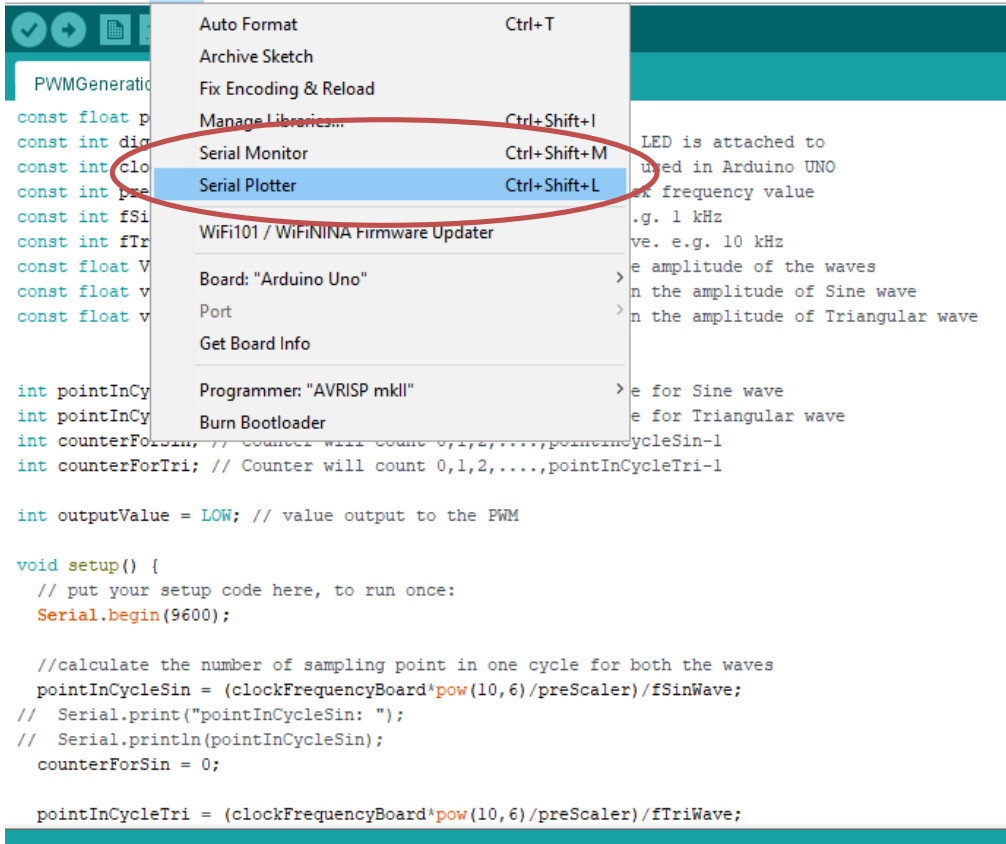 Auto Format Ctrl+T
Archive Sketch
Fix Encoding & Reload
Manage Libraries... Ctrl+Shift+I
Serial Monitor Ctrl+Shift+M
Serial Plotter Ctrl+Shift+L
WiFi101 / WiFiNINA Firmware Updater
Board: "Arduino Uno"
Port
Get Board Info
Programmer: "AVRISP mkII"
Burn Bootloader
PWMGeneratio
const float p
const int dig LED is attached to
const int clo used in Arduino UNO
const int pre ck frequency value
const int fSi .g. 1 kHz
const int fTr ve. e.g. 10 kHz
const float V e amplitude of the waves
const float v n the amplitude of Sine wave
const float v n the amplitude of Triangular wave
int pointInCy e for Sine wave
int pointInCy e for Triangular wave
int counterForSin; // Counter will count 0,1,2,....,pointInCycleSin-1
int counterForTri; // Counter will count 0,1,2,....,pointInCycleTri-1
int outputValue = LOW; // value output to the PWM
void setup() {
// put your setup code here, to run once:
Serial.begin(9600);
//calculate the number of sampling point in one cycle for both the waves
pointInCycleSin = (clockFrequencyBoard*pow(10,6)/preScaler)/fSinWave;
// Serial.print("pointInCycleSin: ");
// Serial.println(pointInCycleSin);
counterForSin = 0;
pointInCycleTri = (clockFrequencyBoard*pow(10,6)/preScaler)/fTriWave;